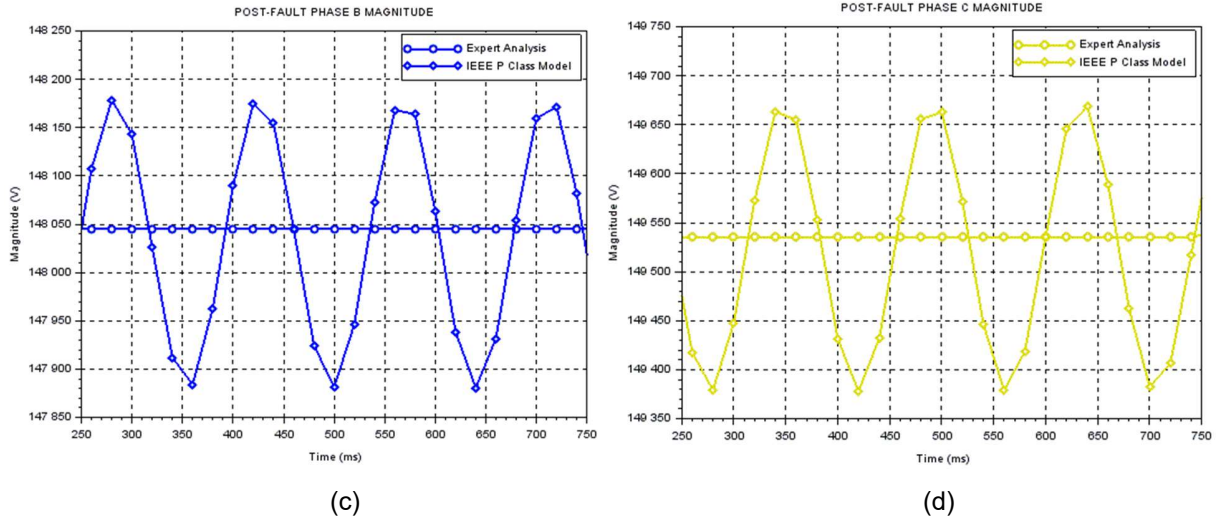 POST-FAULT PHASE B MAGNITUDE
148 250
148 200
148 150
148 100
148 050
148 000
147 950
147 900
147 850
Magnitude (V)
Expert Analysis
IEEE P Class Model
250 300 350 400 450 500 550 600 650 700 750
Time (ms)
(c)
POST-FAULT PHASE C MAGNITUDE
149 750
149 700
149 650
149 600
149 550
149 500
149 450
149 400
149 350
Magnitude (V)
Expert Analysis
IEEE P Class Model
250 300 350 400 450 500 550 600 650 700 750
Time (ms)
(d)